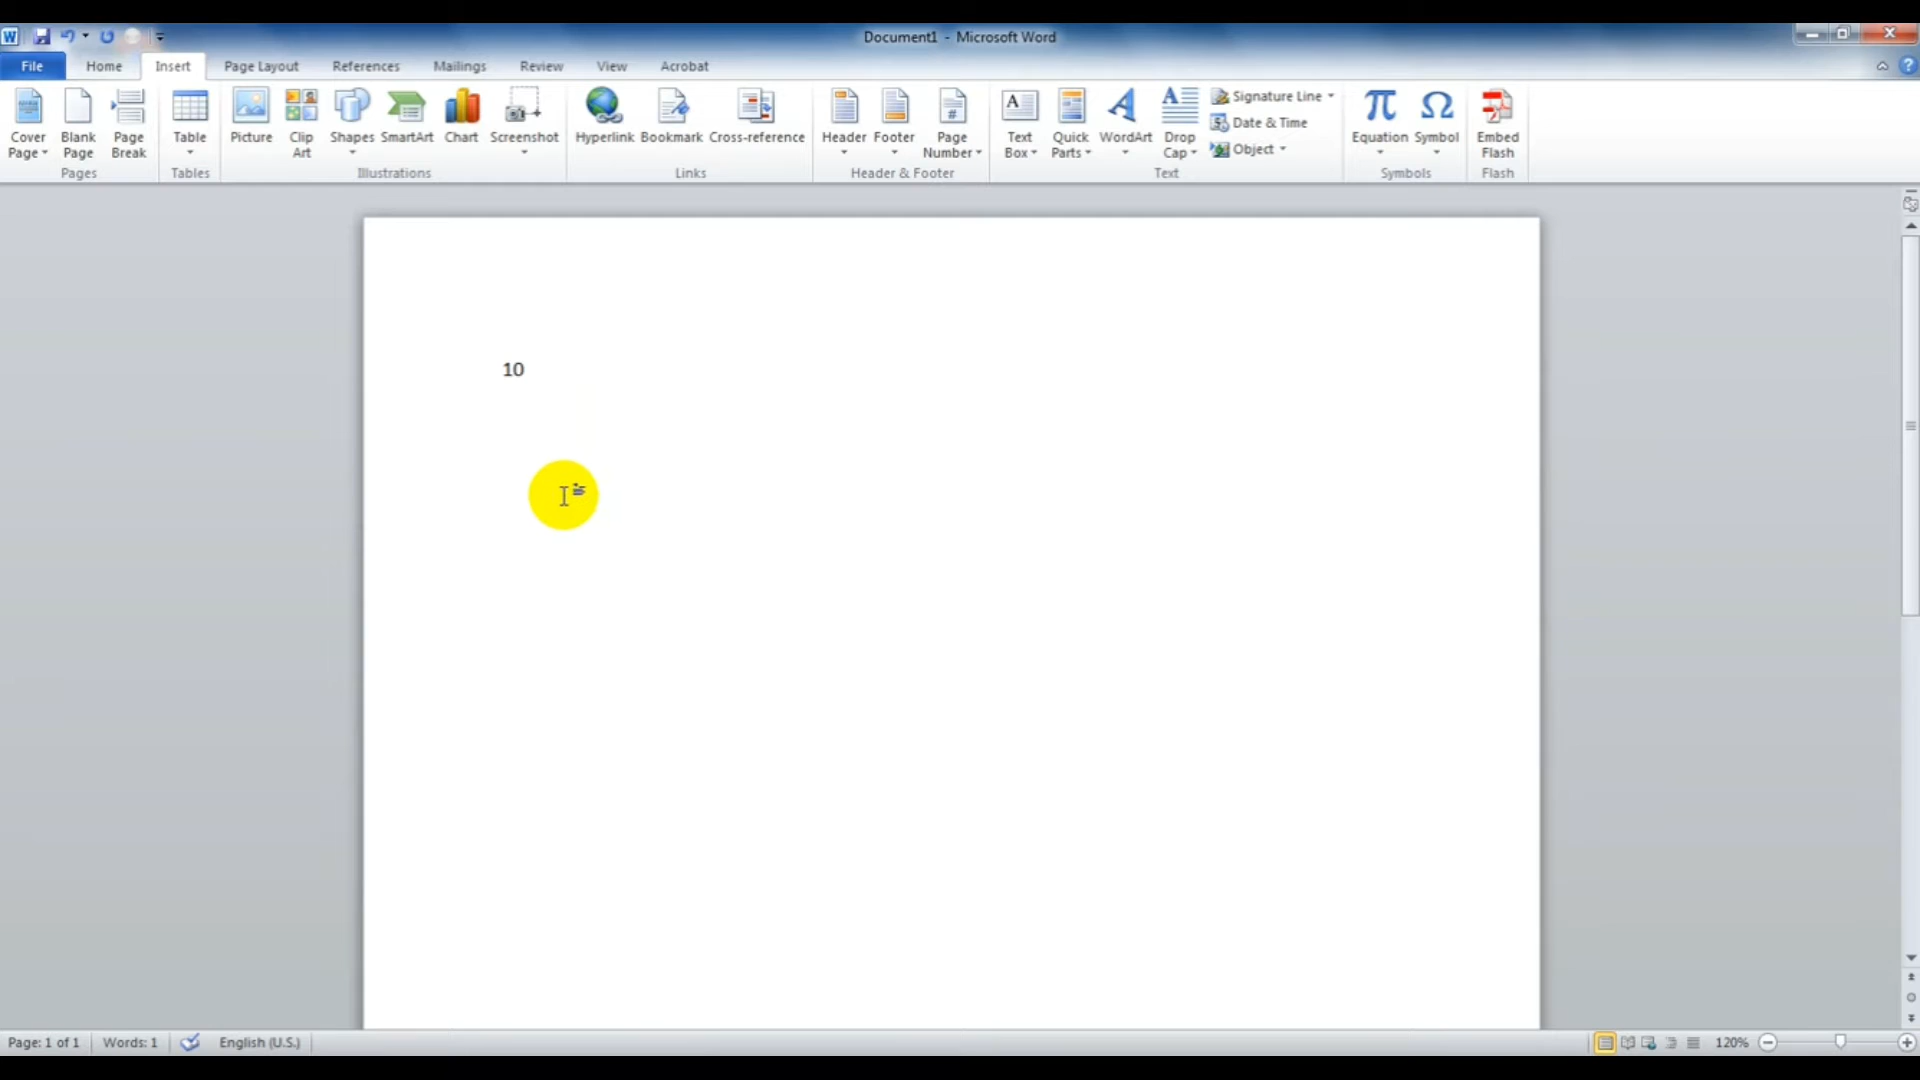 Document1 - Microsoft Word
File Home Insert Page Layout References Mailings Review View Acrobat
Cover Page
Blank Page
Page Break
Pages
Table
Tables
Picture
Clip Art
Shapes
SmartArt
Chart
Screenshot
Illustrations
Hyperlink
Bookmark
Cross-reference
Links
Header
Footer
Page Number
Header & Footer
Text Box
Quick Parts
WordArt
Drop Cap
Signature Line
Date & Time
Object
Text
Equation
Symbol
Symbols
Embed Flash
Flash
10
Page: 1 of 1 Words: 1 English (U.S.) 120%